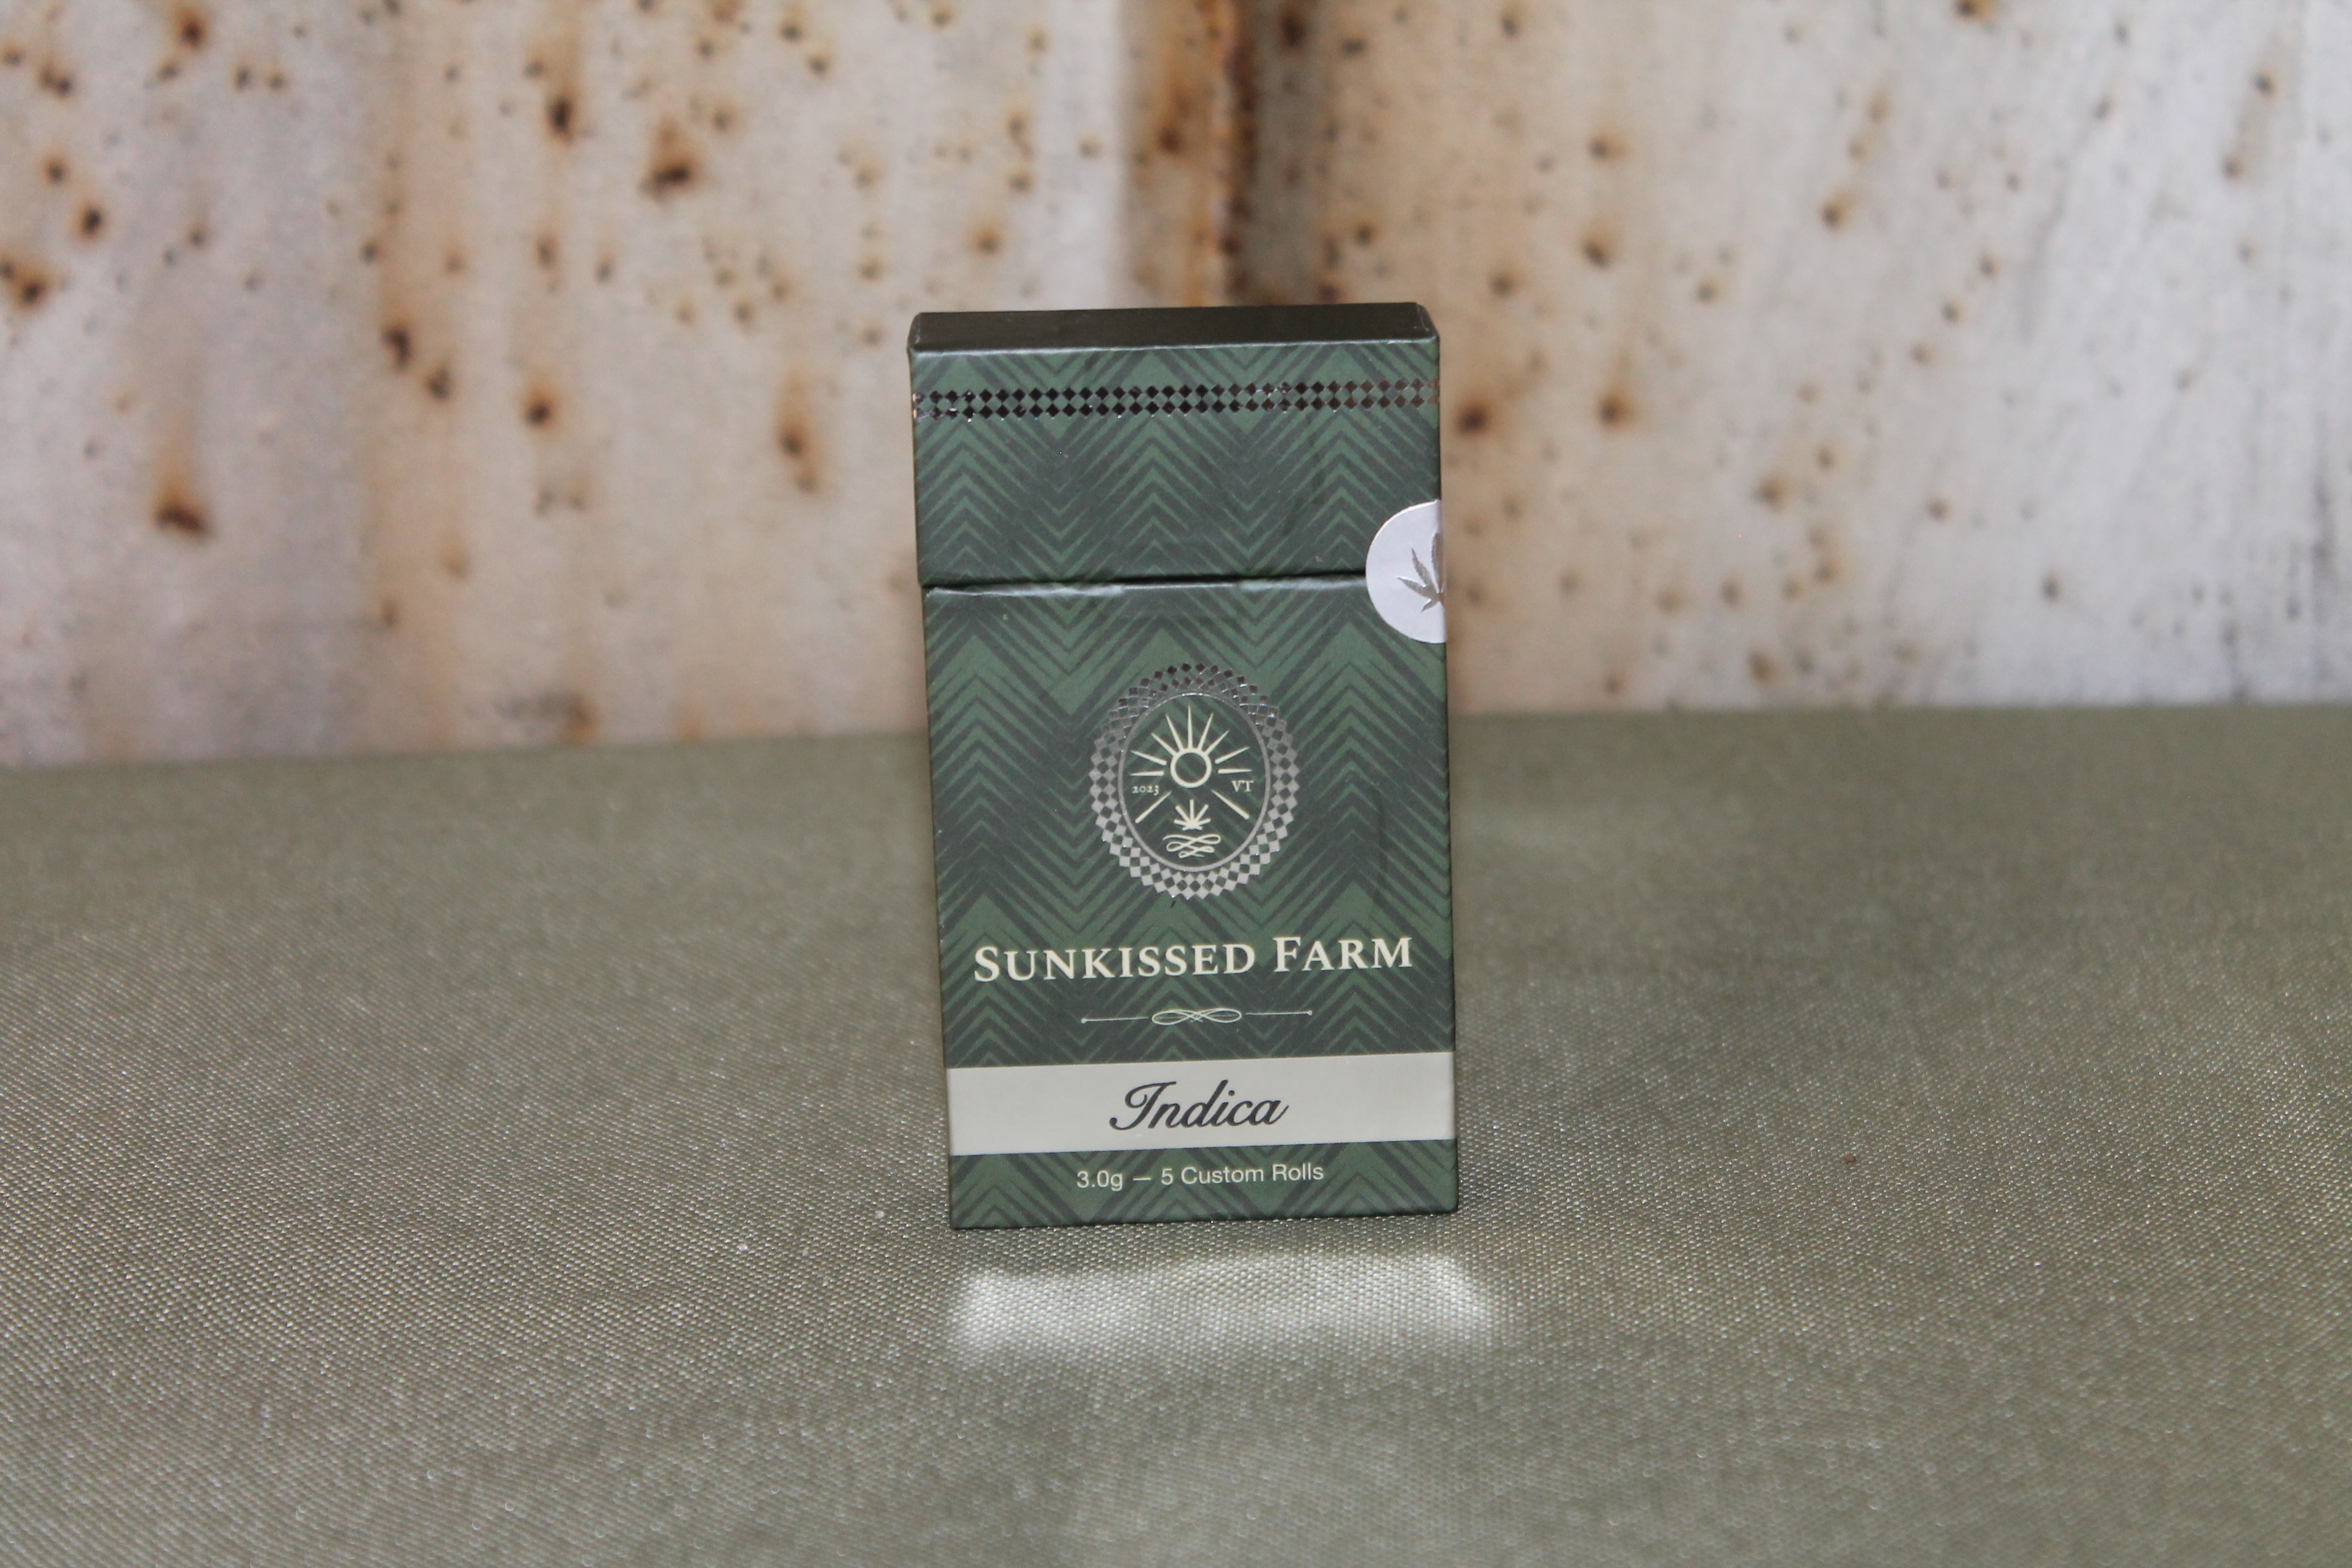 2023 VT
SUNKISSED FARM
Indica
3.0g — 5 Custom Rolls